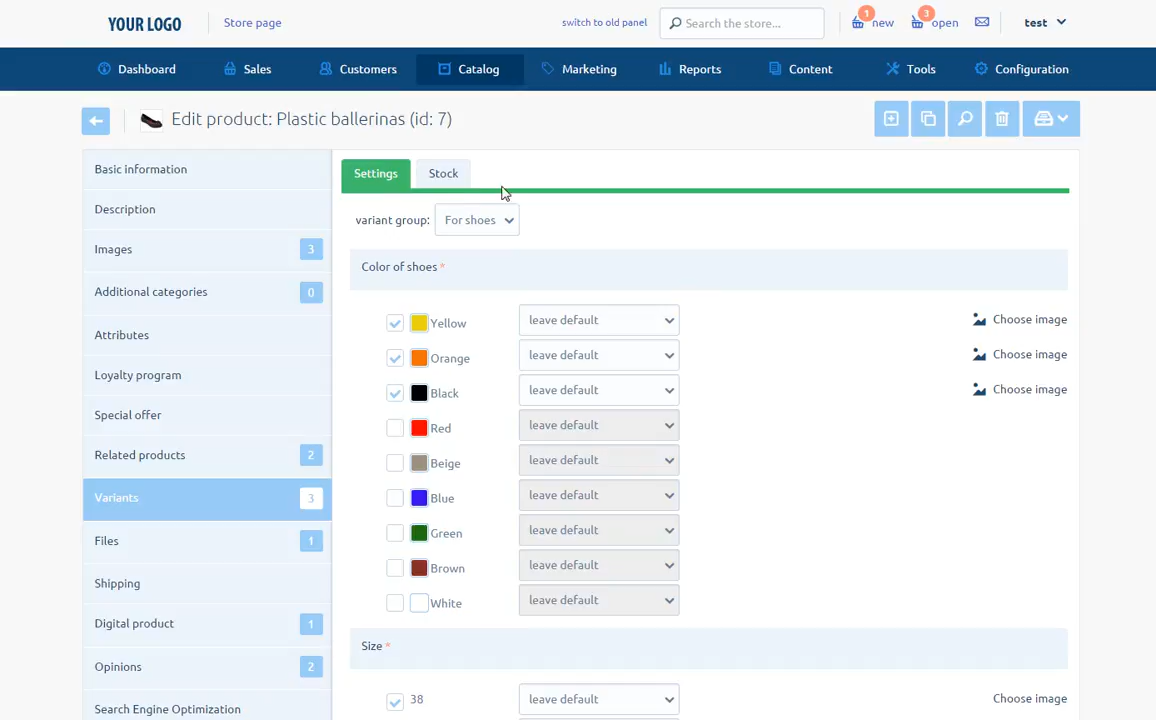 YOUR LOGO
Store page
switch to old panel
Search the store...
1
new
3
open
test
Dashboard
Sales
Customers
Catalog
Marketing
Reports
Content
Tools
Configuration
Edit product: Plastic ballerinas (id: 7)
Basic information
Description
Images 3
Additional categories 0
Attributes
Loyalty program
Special offer
Related products 2
Variants 3
Files 1
Shipping
Digital product 1
Opinions 2
Search Engine Optimization
Settings
Stock
variant group: For shoes
Color of shoes *
Yellow leave default Choose image
Orange leave default Choose image
Black leave default Choose image
Red leave default
Beige leave default
Blue leave default
Green leave default
Brown leave default
White leave default
Size *
38 leave default Choose image